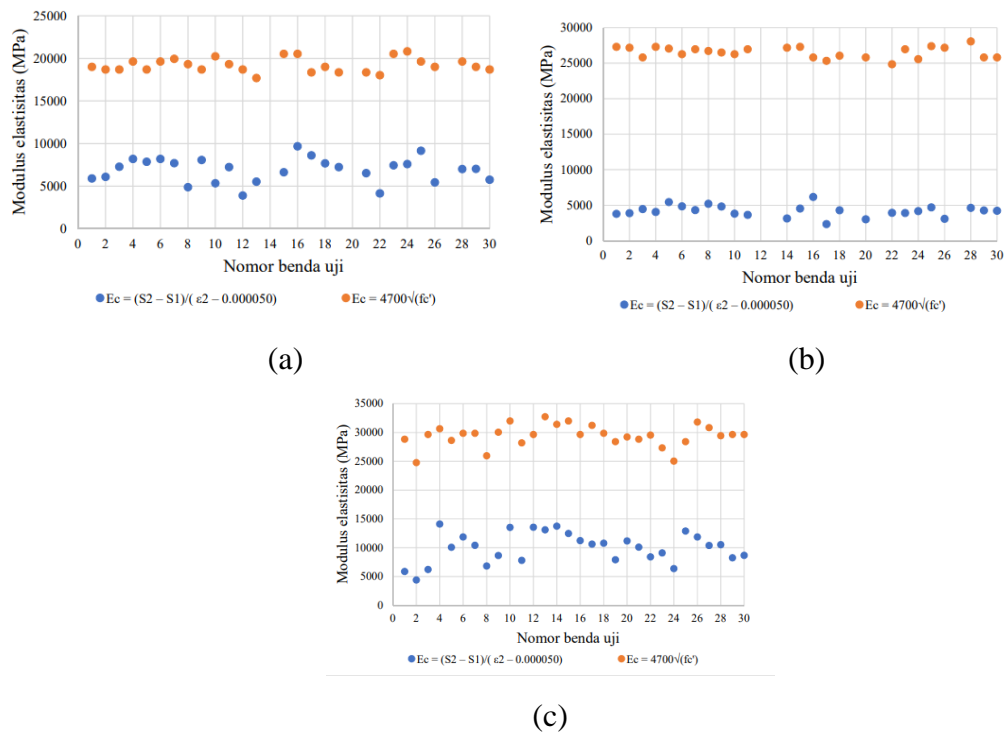 25000
20000
15000
10000
5000
0
Modulus elastisitas (MPa)
0 2 4 6 8 10 12 14 16 18 20 22 24 26 28 30
Nomor benda uji
Ec = (S2 – S1)/( ε2 – 0.000050) Ec = 4700√(fc')
(a)
30000
25000
20000
15000
10000
5000
0
Modulus elastisitas (MPa)
0 2 4 6 8 10 12 14 16 18 20 22 24 26 28 30
Nomor benda uji
Ec = (S2 – S1)/( ε2 – 0.000050) Ec = 4700√(fc')
(b)
35000
30000
25000
20000
15000
10000
5000
0
Modulus elastisitas (MPa)
0 2 4 6 8 10 12 14 16 18 20 22 24 26 28 30
Nomor benda uji
Ec = (S2 – S1)/( ε2 – 0.000050) Ec = 4700√(fc')
(c)